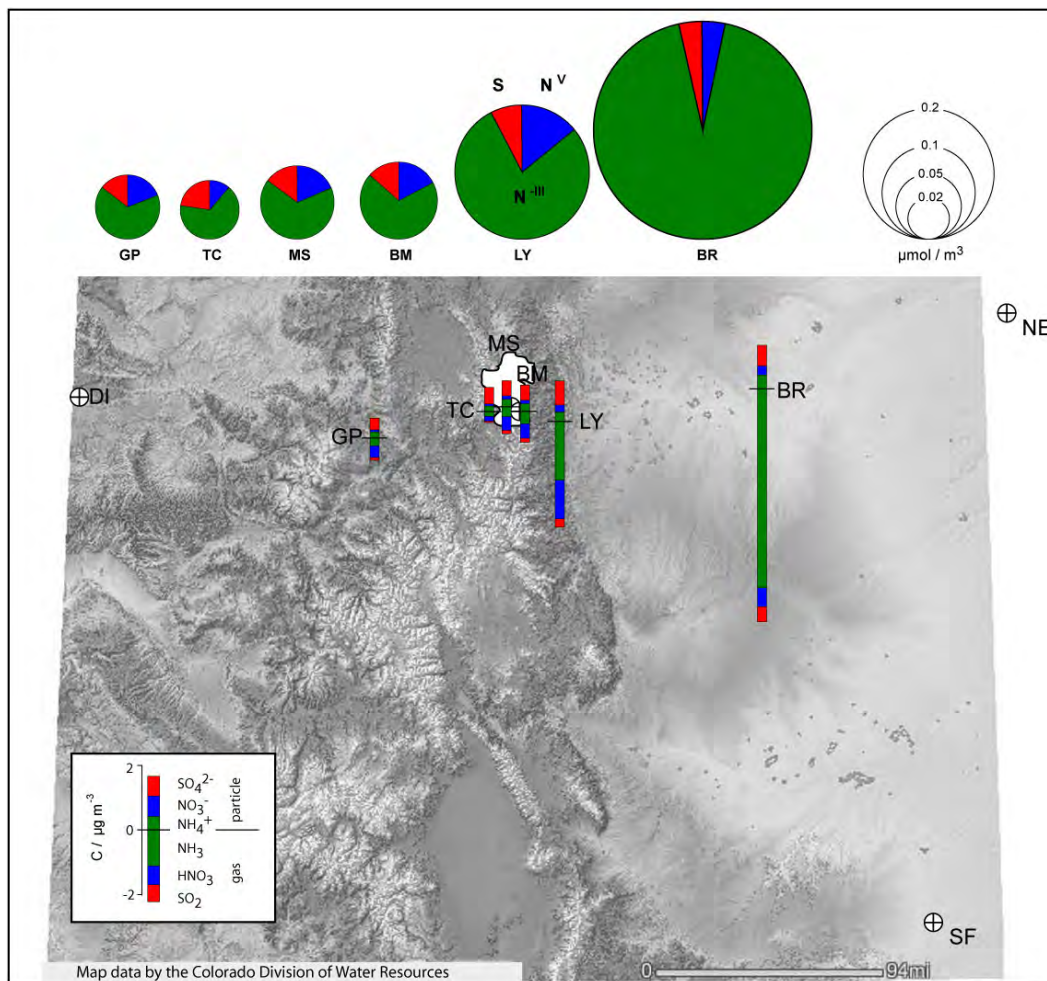 S N V
N -III
GP TC MS BM LY BR
0.2
0.1
0.05
0.02
µmol / m³
MS
BM
NE
DI
BR
TC
LY
GP
2
0
-2
C / µg m⁻³
SO₄²⁻
NO₃⁻
NH₄⁺
NH₃
HNO₃
SO₂
particle
gas
SF
Map data by the Colorado Division of Water Resources
0 94mi